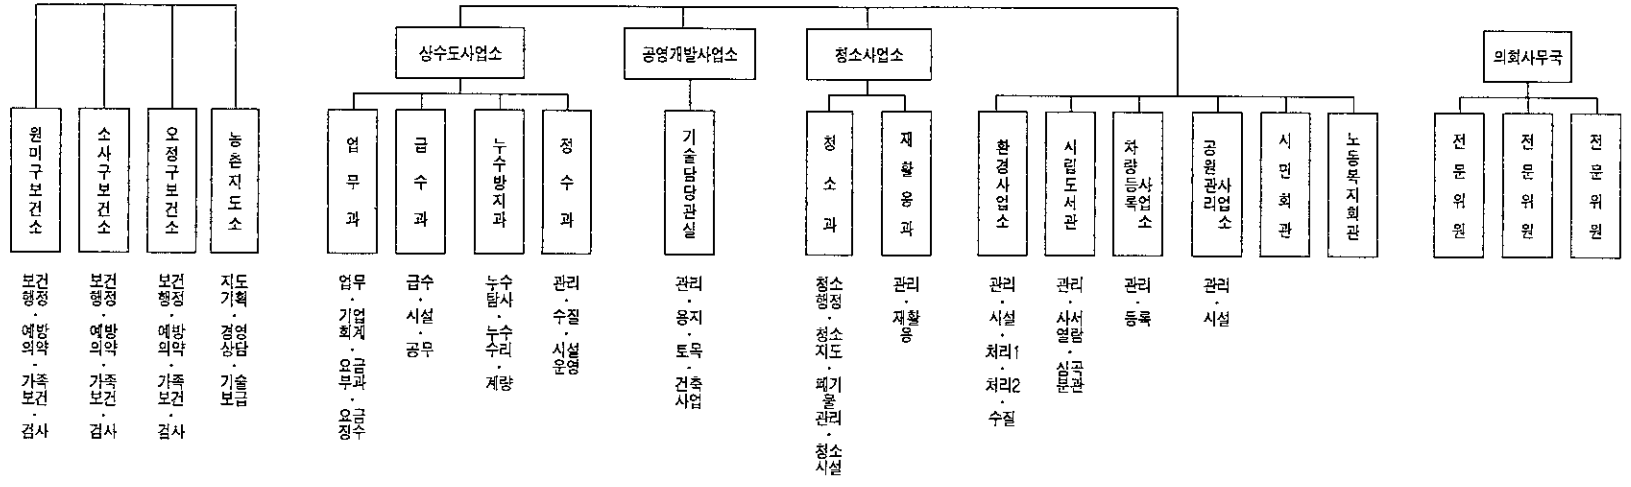 상수도사업소
공영개발사업소
청소사업소
의회사무국
원미구보건소
소사구보건소
오정구보건소
농촌지도소
업무과
급수과
누수방지과
정수과
기술담당관실
청소과
재활용과
환경사업소
시립도서관
차량등록사업소
공원관리사업소
시민회관
노동복지회관
전문위원
전문위원
전문위원
보건
행정
·
예방
의약
·
가족
보건
·
검사
보건
행정
·
예방
의약
·
가족
보건
·
검사
보건
행정
·
예방
의약
·
가족
보건
·
검사
지도
기획
·
경영
상담
·
기술
보급
업무
·
기업
회계
·
요금
부과
·
요금
징수
급수
·
시설
·
공무
누수
탐사
·
누수
수리
·
계량
관리
·
수질
·
시설
운영
관리
·
용지
·
토목
·
건축
사업
청소
행정
·
청소
지도
·
폐기
물
관리
·
청소
시설
관리
·
재활
용
관리
·
시설
·
처리1
·
처리2
·
수질
관리
·
사서
열람
·
심곡
분관
관리
·
등록
관리
·
시설